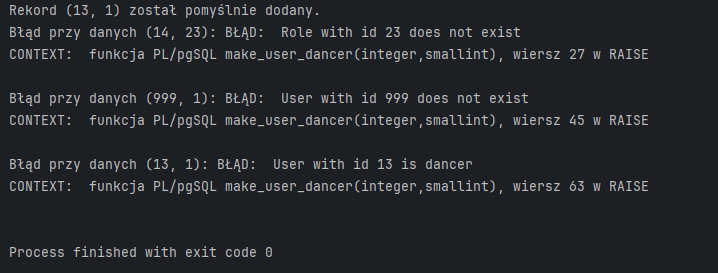 Rekord (13, 1) został pomyślnie dodany.
Błąd przy danych (14, 23): BŁĄD:  Role with id 23 does not exist
CONTEXT:  funkcja PL/pgSQL make_user_dancer(integer,smallint), wiersz 27 w RAISE
Błąd przy danych (999, 1): BŁĄD:  User with id 999 does not exist
CONTEXT:  funkcja PL/pgSQL make_user_dancer(integer,smallint), wiersz 45 w RAISE
Błąd przy danych (13, 1): BŁĄD:  User with id 13 is dancer
CONTEXT:  funkcja PL/pgSQL make_user_dancer(integer,smallint), wiersz 63 w RAISE
Process finished with exit code 0